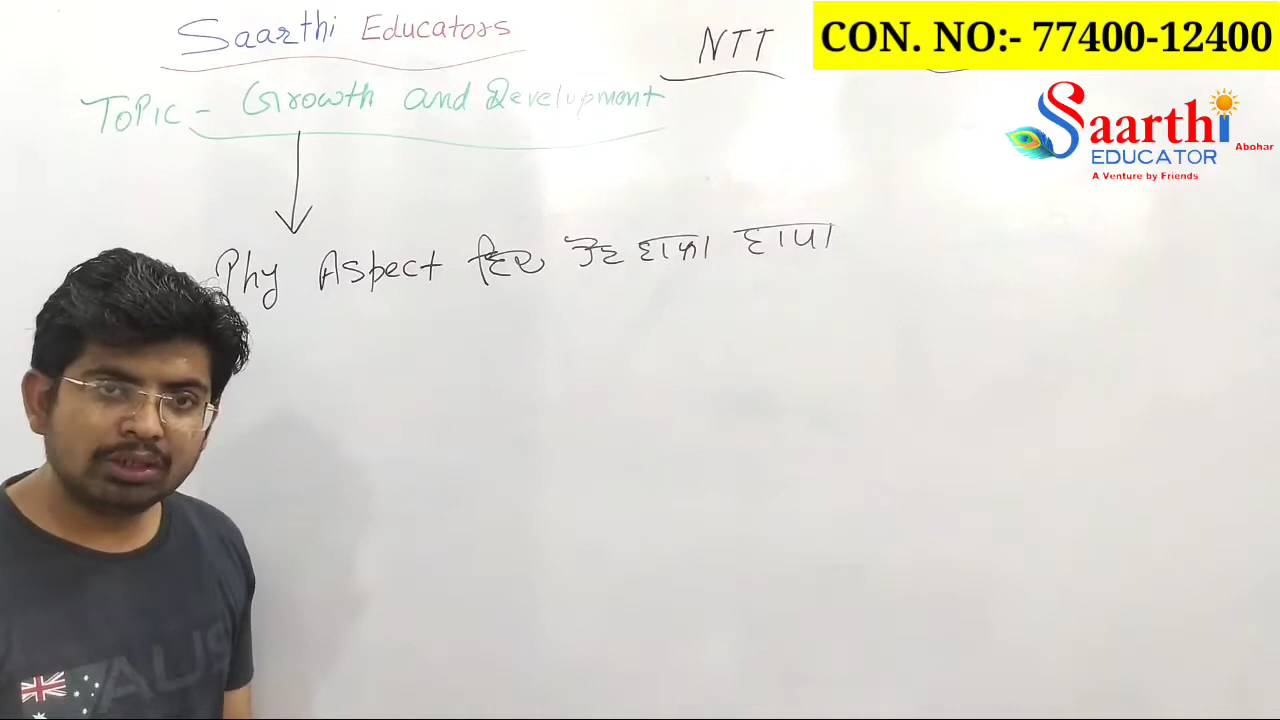 Saarthi Educators
NTT
CON. NO:- 77400-12400
TOPIC - Growth and Development
Saarthi
EDUCATOR Abohar
A Venture by Friends
Phy Aspect ਵਿਚ ਹੋਣ ਵਾਲਾ ਵਾਧਾ